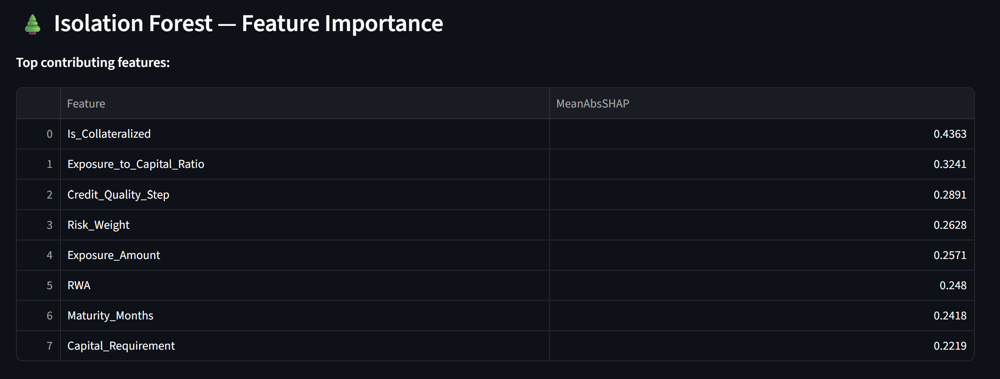 🌲 Isolation Forest — Feature Importance
Top contributing features:
Feature MeanAbsSHAP
0 Is_Collateralized 0.4363
1 Exposure_to_Capital_Ratio 0.3241
2 Credit_Quality_Step 0.2891
3 Risk_Weight 0.2628
4 Exposure_Amount 0.2571
5 RWA 0.248
6 Maturity_Months 0.2418
7 Capital_Requirement 0.2219